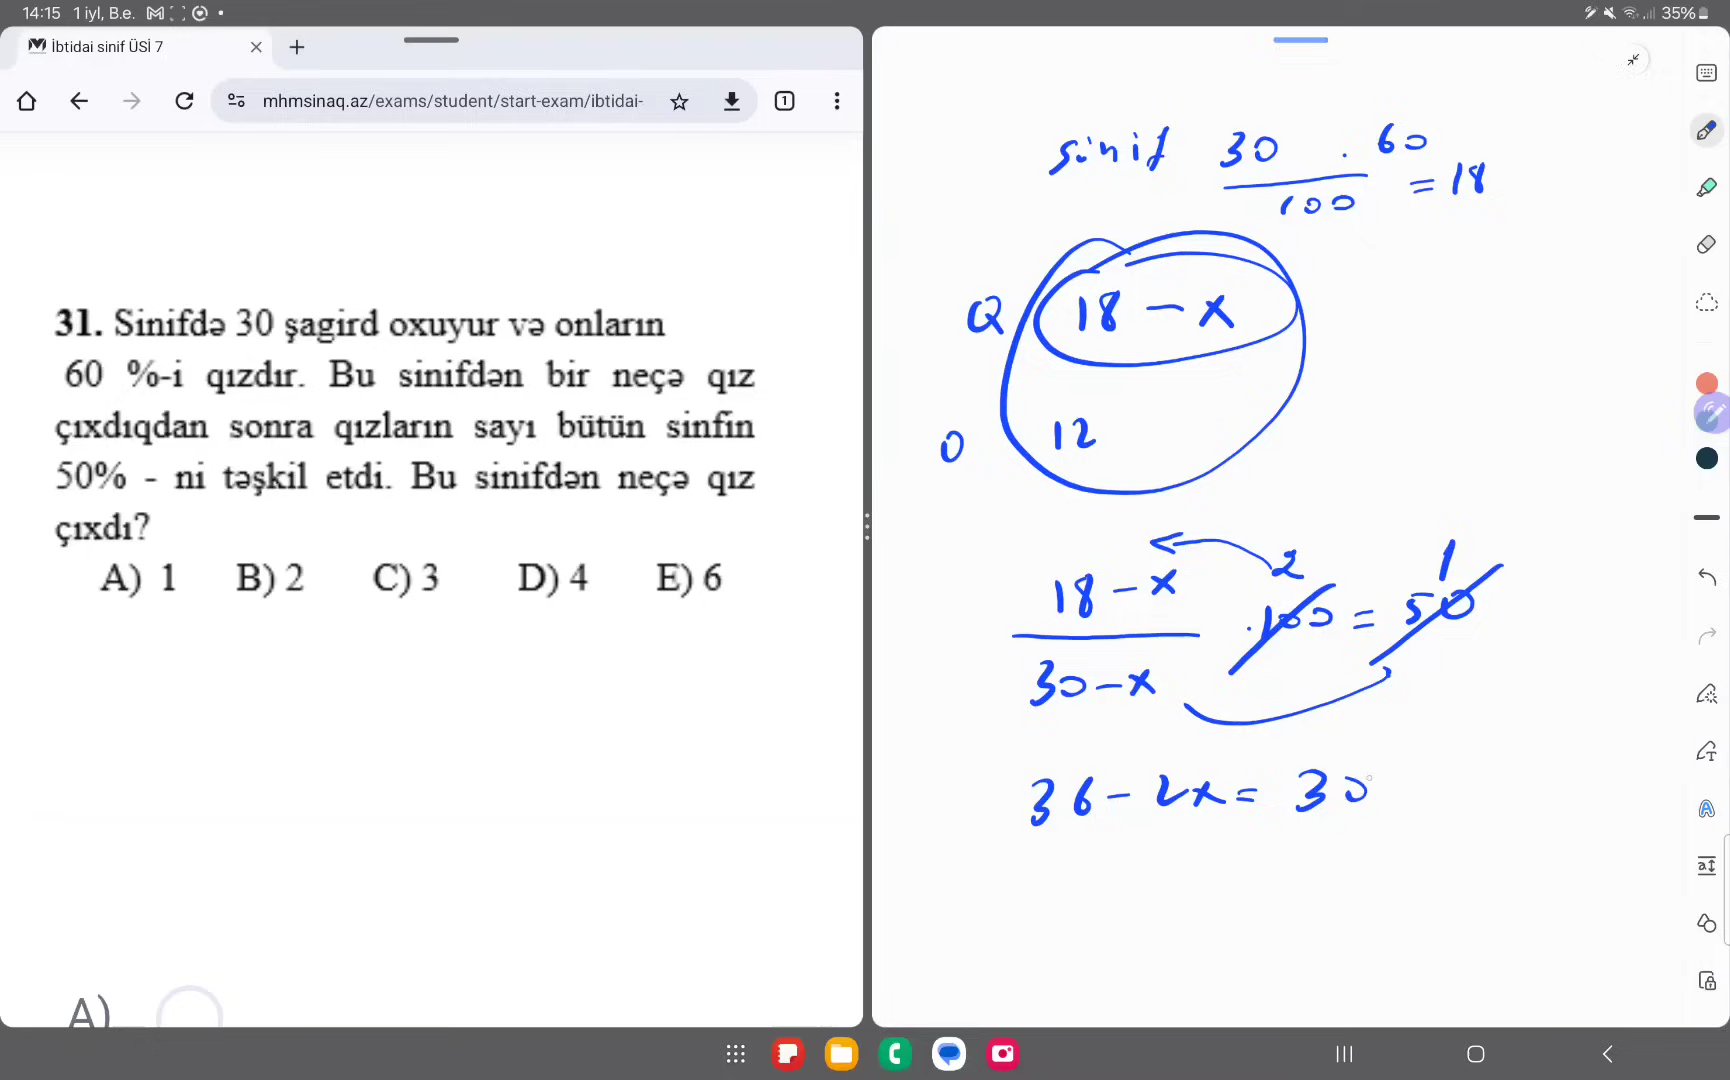 14:15 1 iyl, B.e.
35%
İbtidai sinif ÜSİ 7
mhmsinaq.az/exams/student/start-exam/ibtidai-
1
31. Sinifdə 30 şagird oxuyur və onların
60 %-i qızdır. Bu sinifdən bir neçə qız
çıxdıqdan sonra qızların sayı bütün sinfin
50% - ni təşkil etdi. Bu sinifdən neçə qız
çıxdı?
A) 1 B) 2 C) 3 D) 4 E) 6
A)
sinif 30 . 60
100 = 18
Q 18 - x
O 12
2 1
18 - x
. 100 = 50
30 - x
36 - 2x = 30